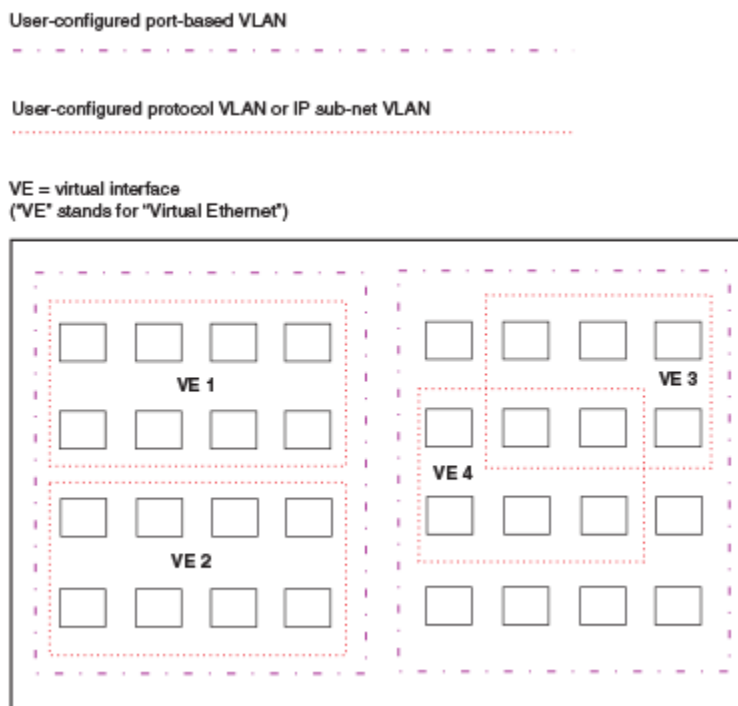 User-configured port-based VLAN
User-configured protocol VLAN or IP sub-net VLAN
VE = virtual interface
("VE" stands for "Virtual Ethernet")
VE 1
VE 2
VE 3
VE 4